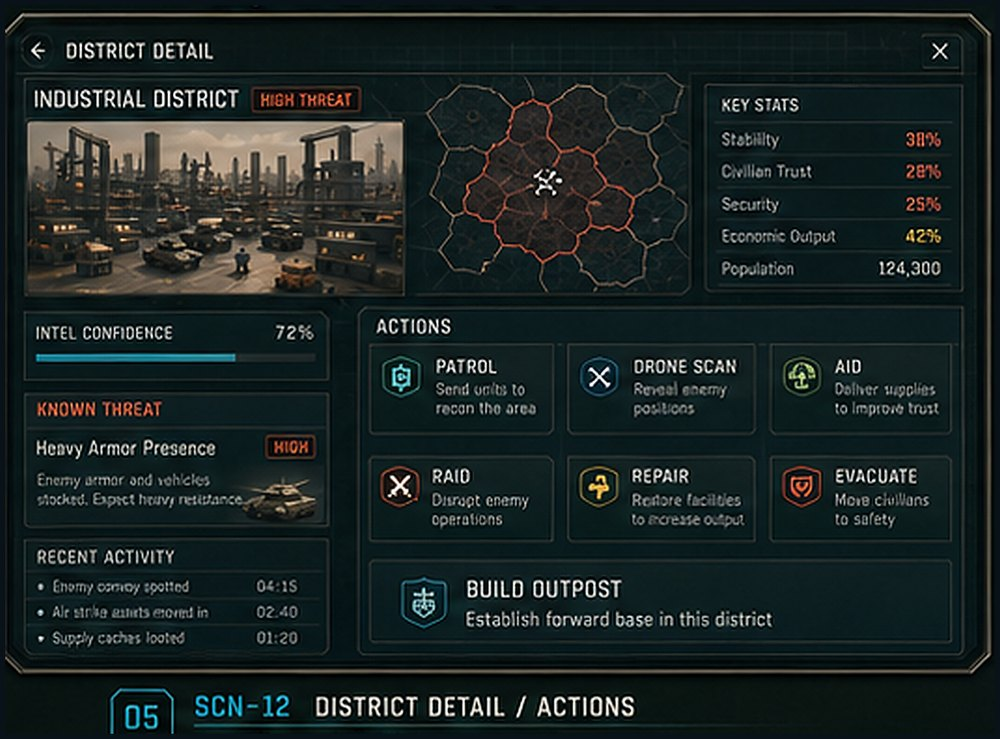 DISTRICT DETAIL
INDUSTRIAL DISTRICT
HIGH THREAT
KEY STATS
Stability 38%
Civilian Trust 28%
Security 25%
Economic Output 42%
Population 124,300
INTEL CONFIDENCE 72%
KNOWN THREAT
Heavy Armor Presence HIGH
Enemy armor and vehicles
stocked. Expect heavy resistance.
RECENT ACTIVITY
• Enemy convoy spotted 04:15
• Air strike assets moved in 02:40
• Supply caches looted 01:20
ACTIONS
PATROL
Send units to
recon the area
DRONE SCAN
Reveal enemy
positions
AID
Deliver supplies
to improve trust
RAID
Disrupt enemy
operations
REPAIR
Restore facilities
to increase output
EVACUATE
Move civilians
to safety
BUILD OUTPOST
Establish forward base in this district
05 SCN-12 DISTRICT DETAIL / ACTIONS